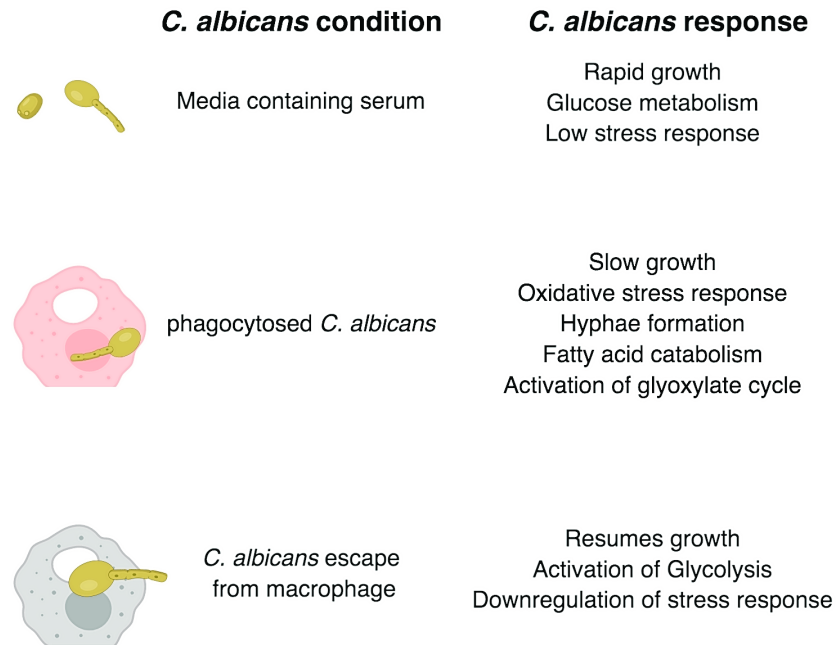 C. albicans condition
C. albicans response
Media containing serum
Rapid growth
Glucose metabolism
Low stress response
phagocytosed C. albicans
Slow growth
Oxidative stress response
Hyphae formation
Fatty acid catabolism
Activation of glyoxylate cycle
C. albicans escape
from macrophage
Resumes growth
Activation of Glycolysis
Downregulation of stress response